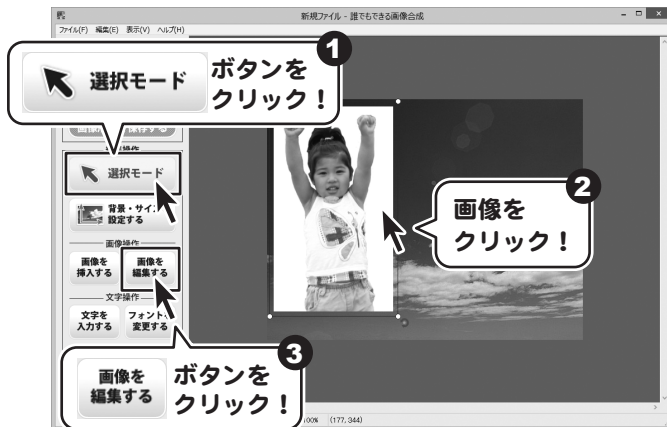 新規ファイル - 誰でもできる画像合成
ファイル(F) 編集(E) 表示(V) ヘルプ(H)
1
選択モード
ボタンを
クリック！
選択モード
背景・サイズ
設定する
画像操作
画像を
挿入する
画像を
編集する
文字操作
文字を
入力する
フォントを
変更する
2
画像を
クリック！
3
画像を
編集する
ボタンを
クリック！
(177, 344)